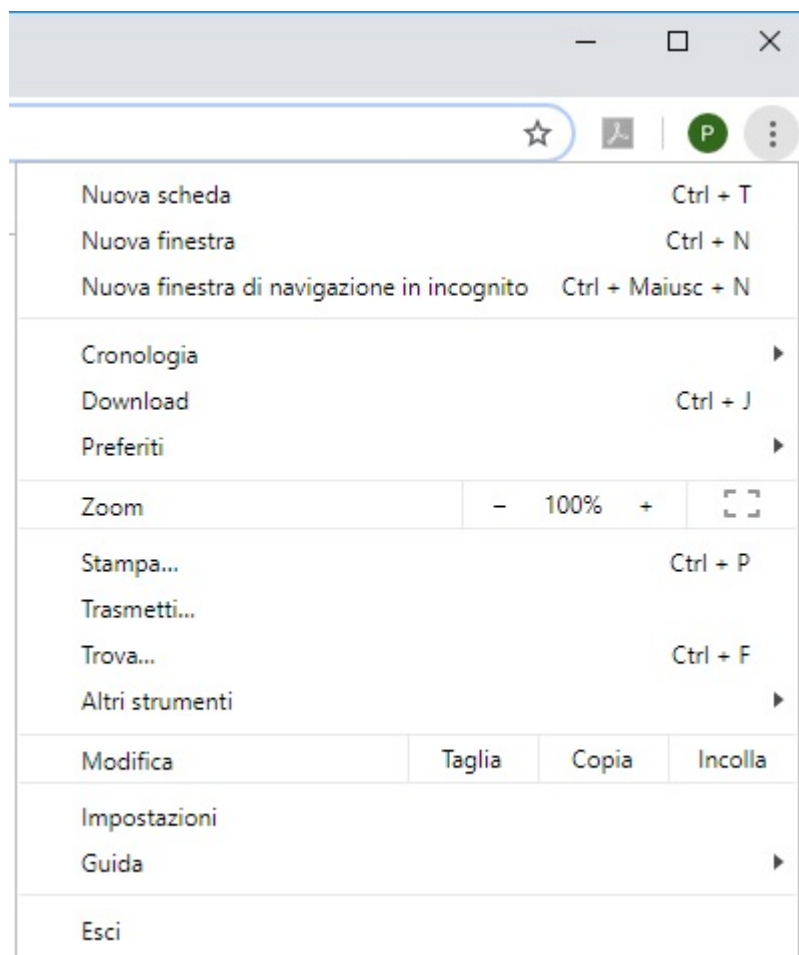 P
Nuova scheda Ctrl + T
Nuova finestra Ctrl + N
Nuova finestra di navigazione in incognito Ctrl + Maiusc + N
Cronologia
Download Ctrl + J
Preferiti
Zoom - 100% +
Stampa... Ctrl + P
Trasmetti...
Trova... Ctrl + F
Altri strumenti
Modifica Taglia Copia Incolla
Impostazioni
Guida
Esci